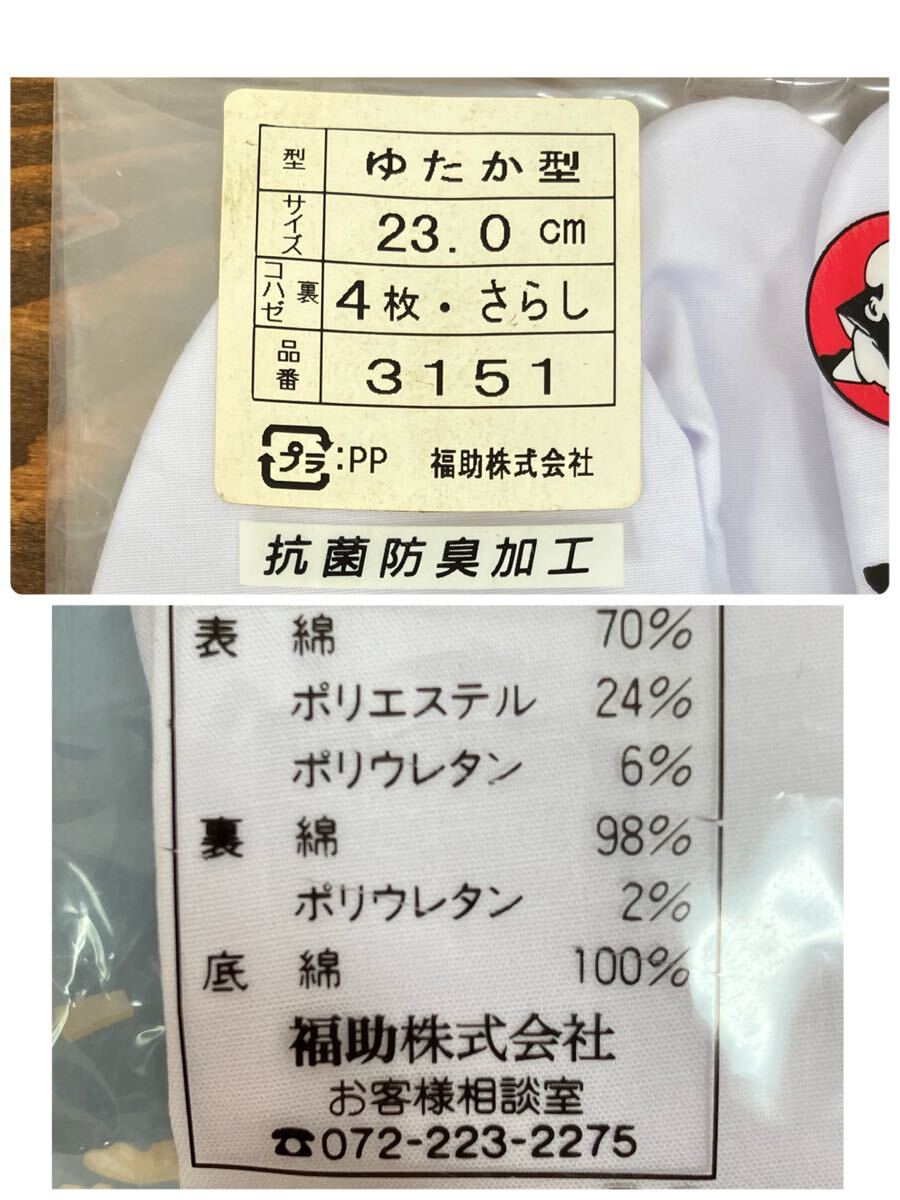 型 ゆたか型
サイズ 23.0 cm
コハゼ 裏 4枚・さらし
品番 3151
プラ:PP 福助株式会社
抗菌防臭加工
表 綿 70%
ポリエステル 24%
ポリウレタン 6%
裏 綿 98%
ポリウレタン 2%
底 綿 100%
福助株式会社
お客様相談室
☎072-223-2275